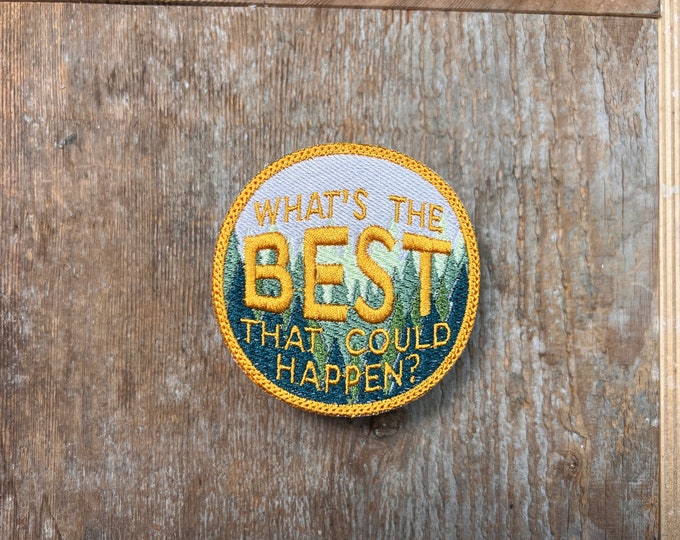 WHAT'S THE
BEST
THAT COULD
HAPPEN?